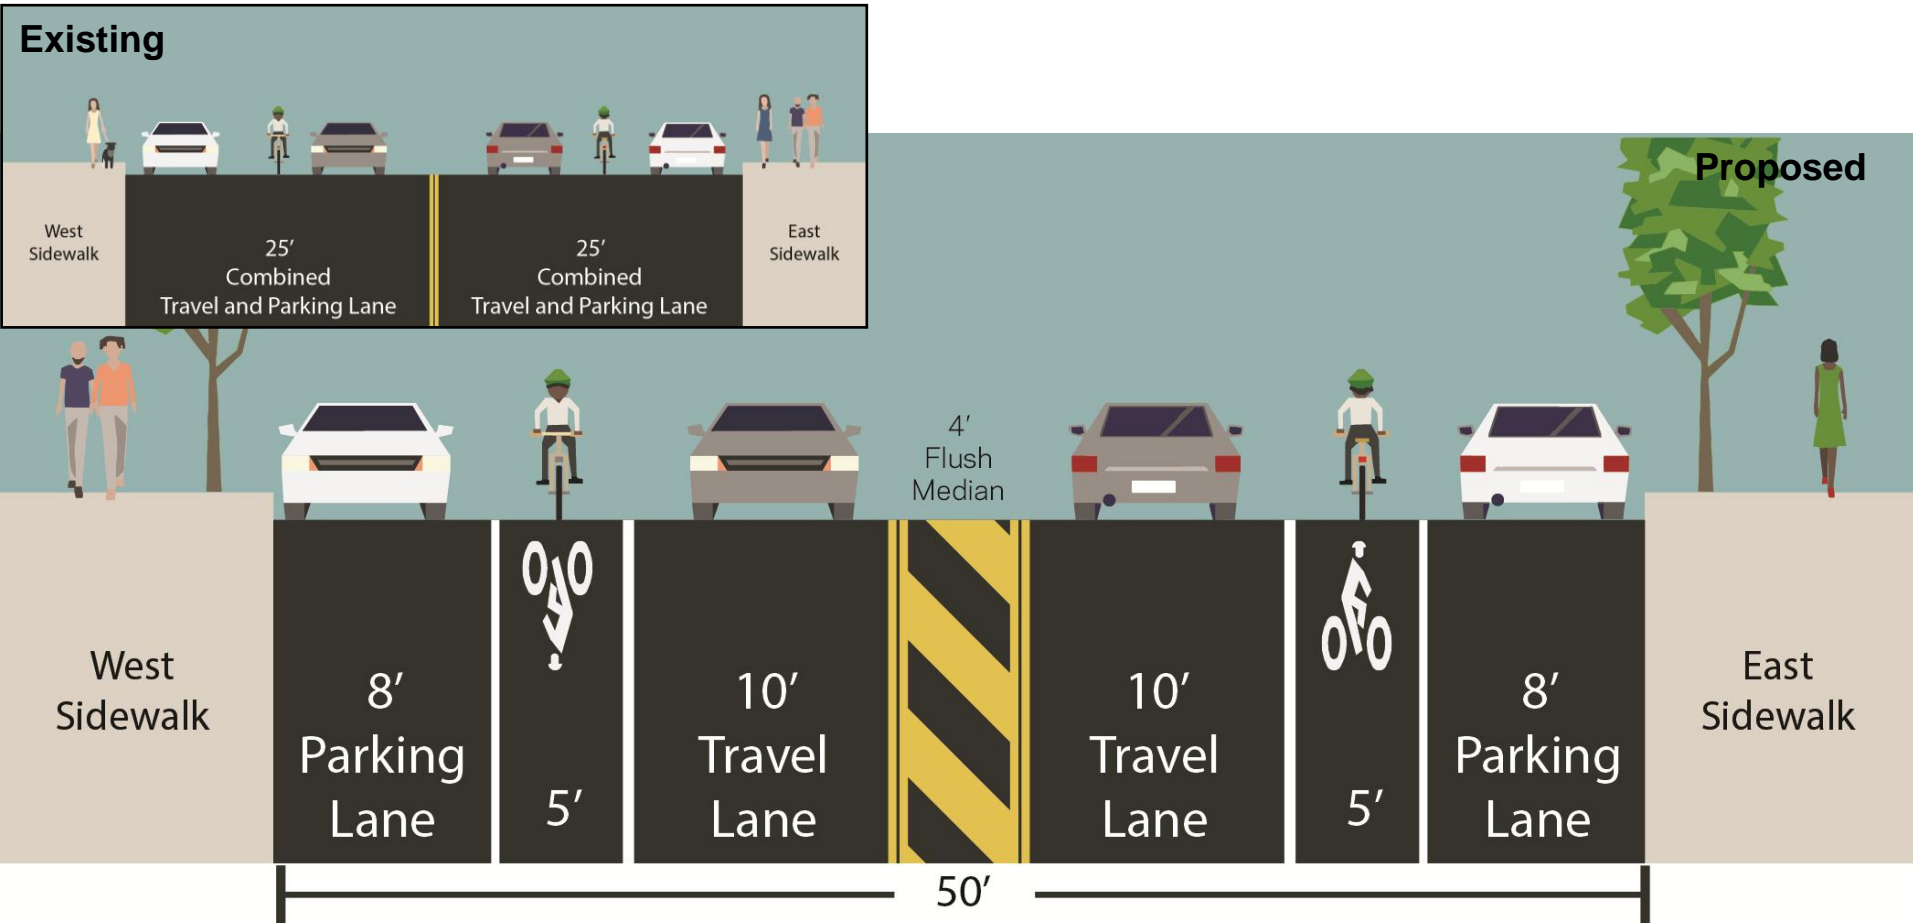 Existing
West
Sidewalk
25′
Combined
Travel and Parking Lane
25′
Combined
Travel and Parking Lane
East
Sidewalk
Proposed
4′
Flush
Median
West
Sidewalk
8′
Parking
Lane
5′
10′
Travel
Lane
10′
Travel
Lane
5′
8′
Parking
Lane
East
Sidewalk
50′